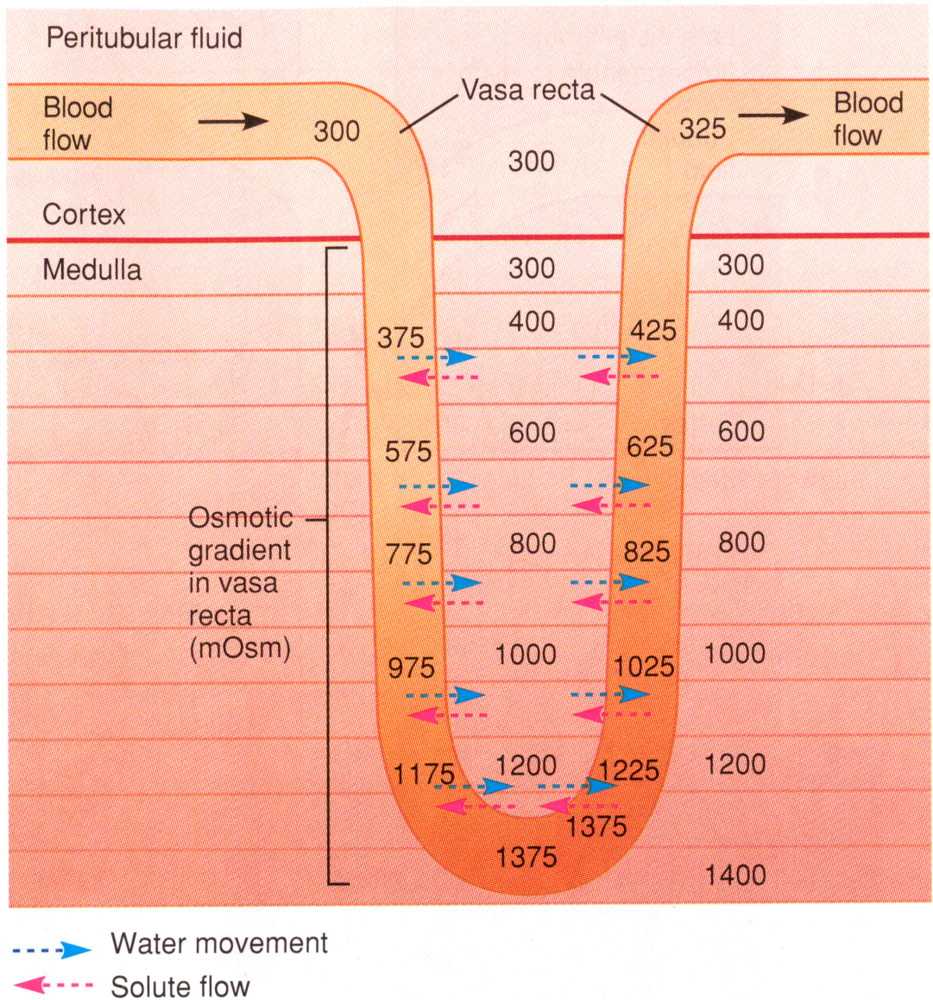 Peritubular fluid
Vasa recta
Blood
flow
300
325
Blood
flow
300
Cortex
Medulla
300
300
375
400
425
400
575
600
625
600
Osmotic
gradient
in vasa
recta
(mOsm)
775
800
825
800
975
1000
1025
1000
1175
1200
1225
1200
1375
1375
1400
Water movement
Solute flow